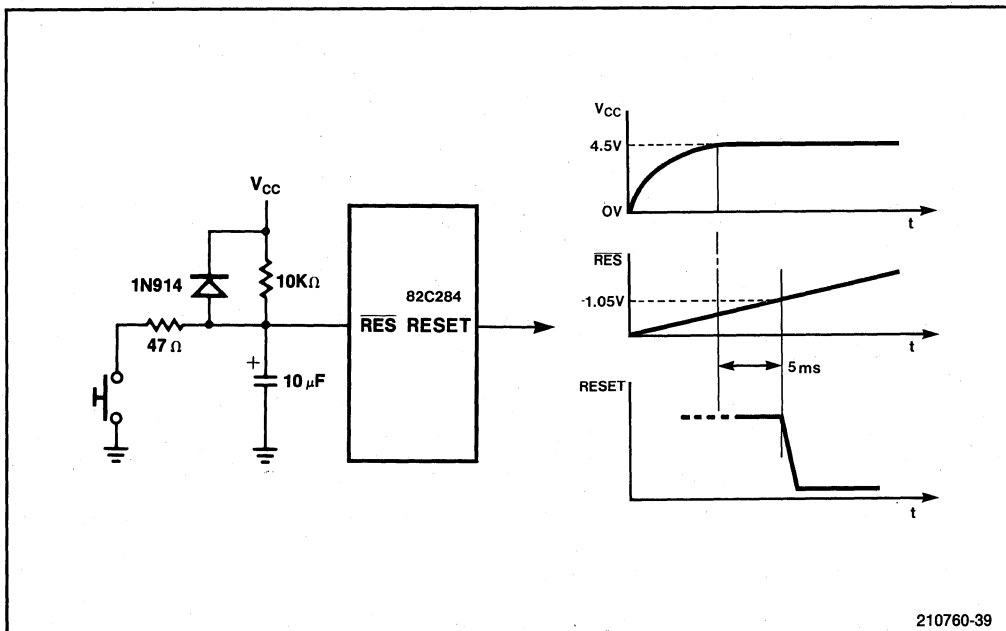 VCC
1N914
10KΩ
47 Ω
+
10 µF
82C284
RES RESET
VCC
4.5V
0V
t
RES
1.05V
t
5 ms
RESET
t
210760-39